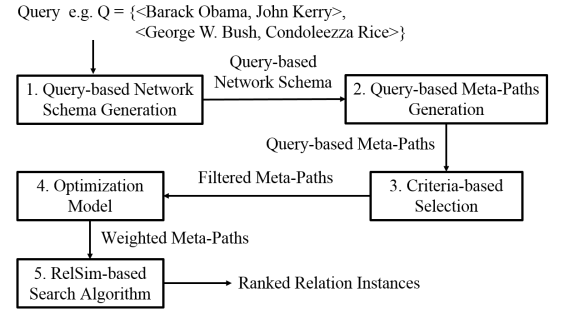 Query e.g. Q = {<Barack Obama, John Kerry>,
<George W. Bush, Condoleezza Rice>}
1. Query-based Network
Schema Generation
Query-based
Network Schema
2. Query-based Meta-Paths
Generation
Query-based Meta-Paths
3. Criteria-based
Selection
Filtered Meta-Paths
4. Optimization
Model
Weighted Meta-Paths
5. RelSim-based
Search Algorithm
Ranked Relation Instances